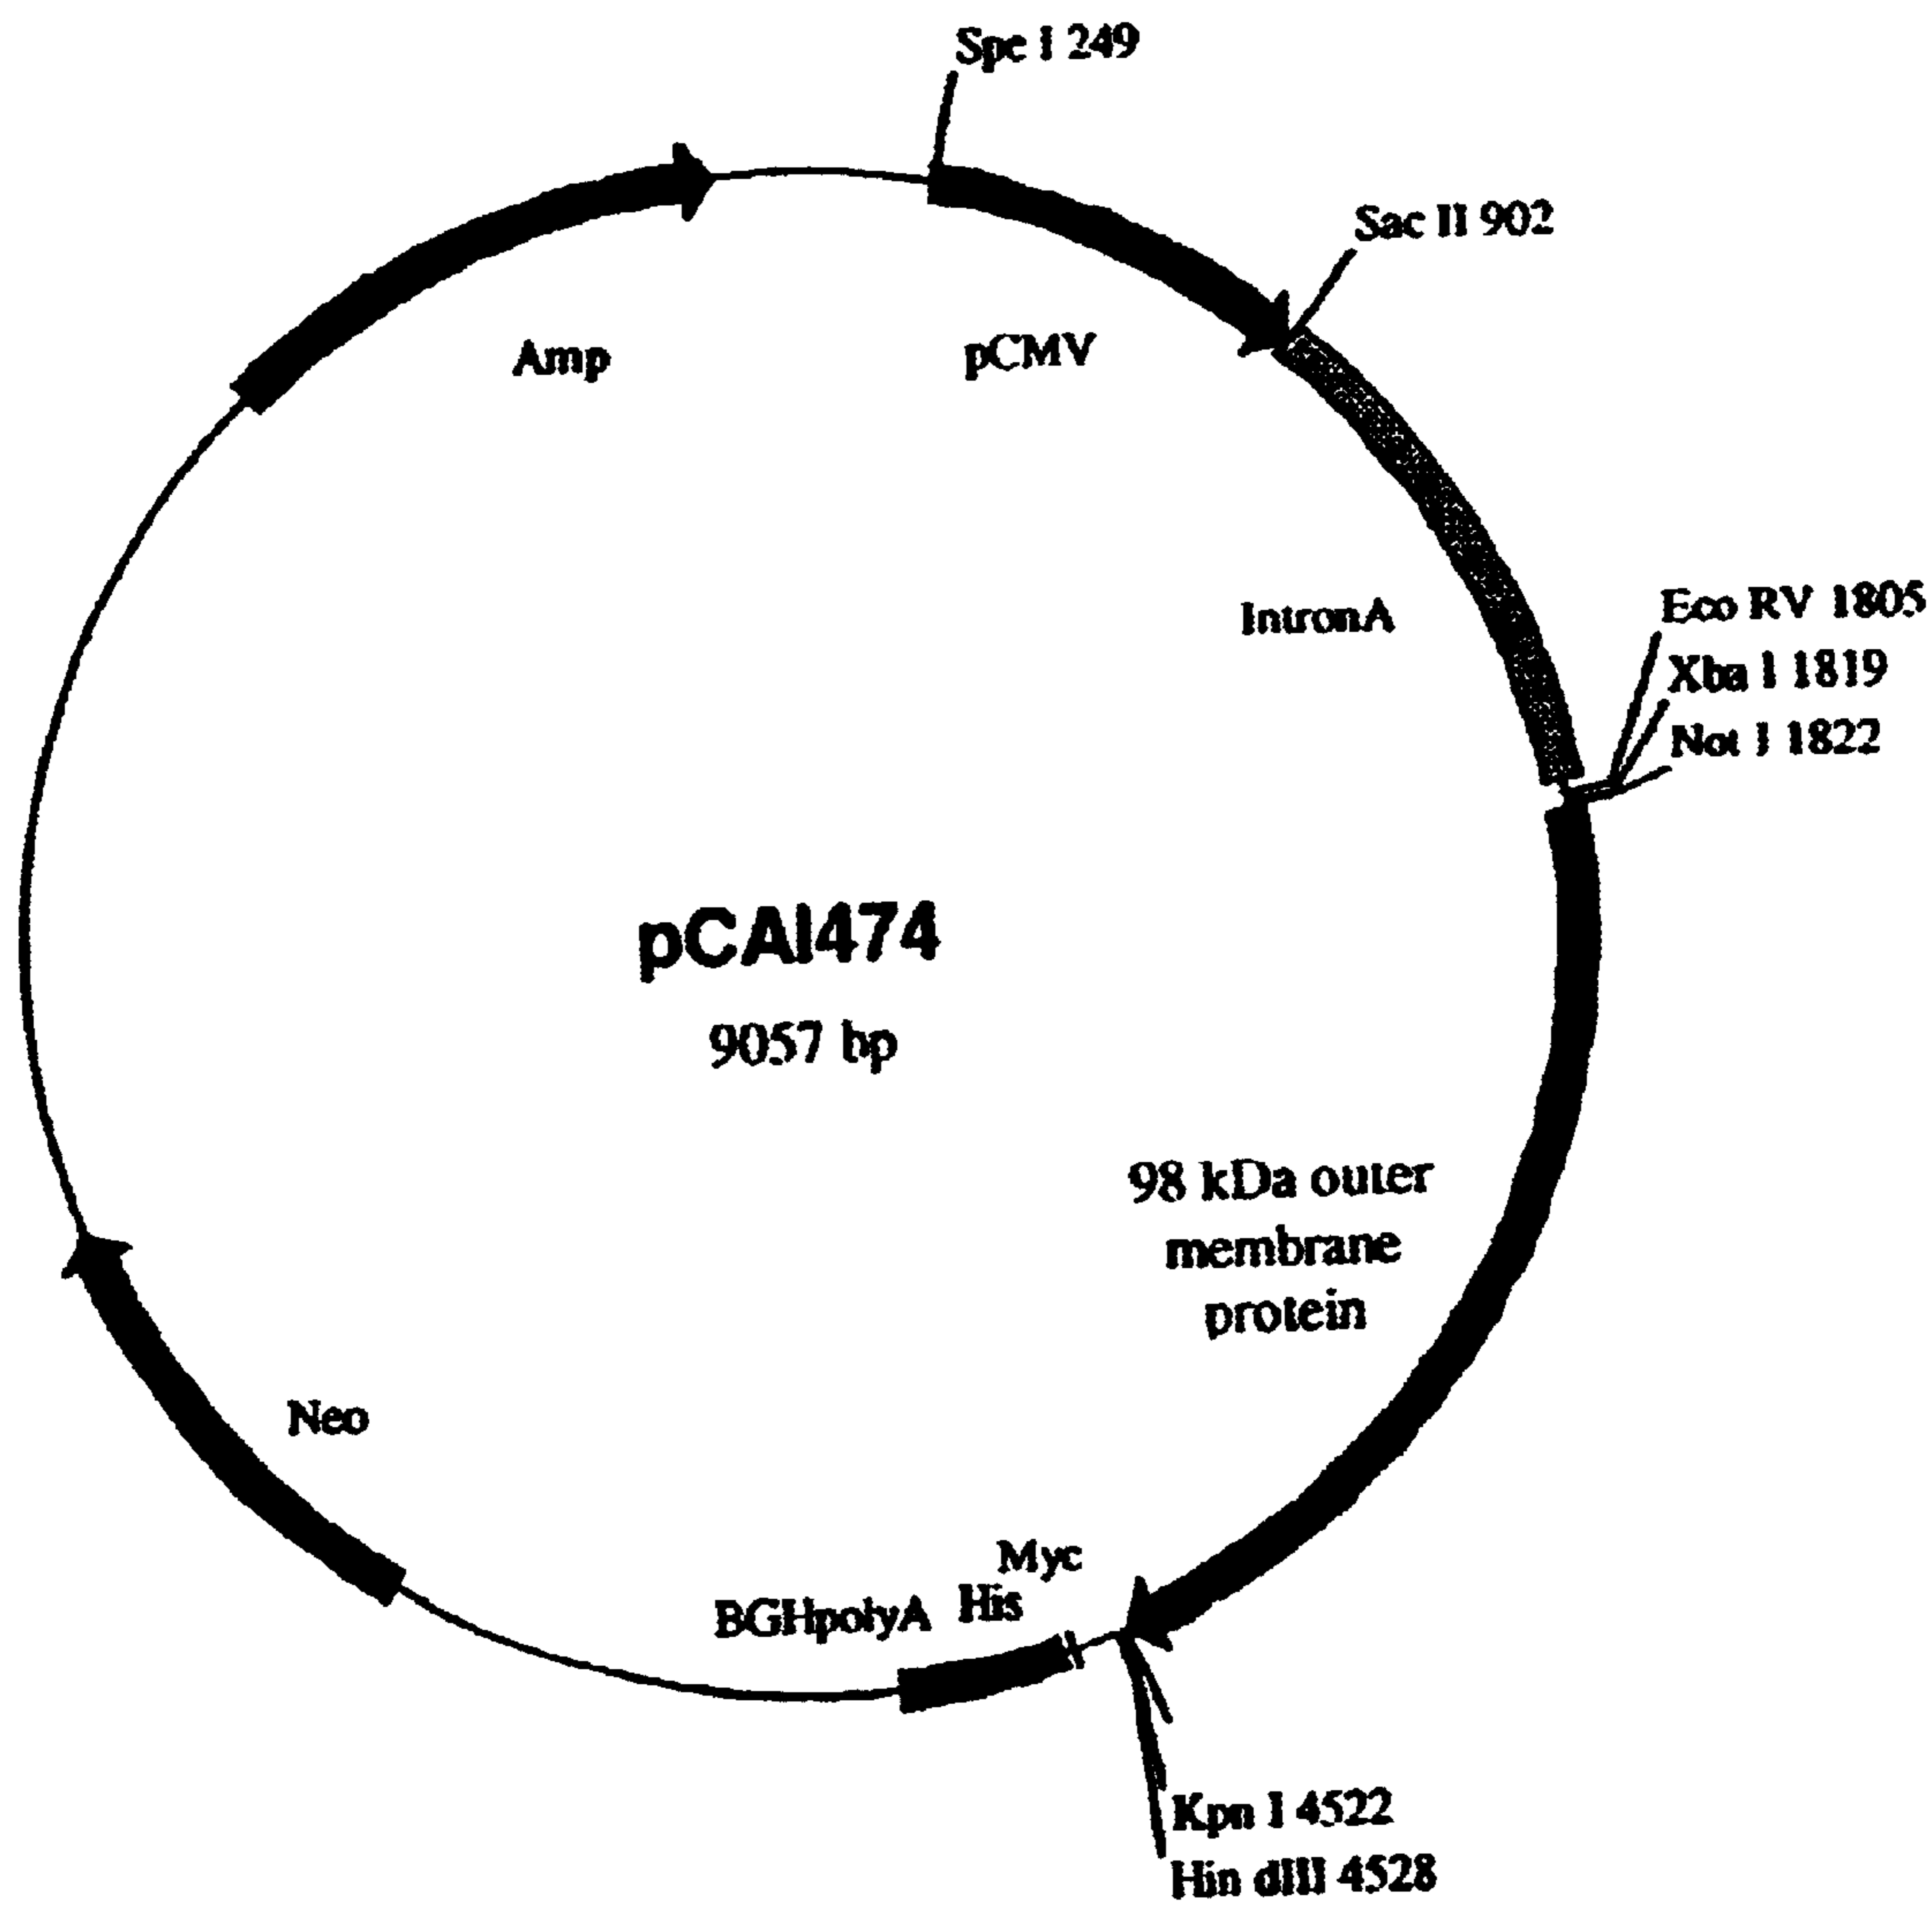 Spe I 249
Sac II 902
Amp
pCMV
IntronA
Eco RV 1805
Xba I 1819
Not I 1822
pCAI474
9057 bp
98 kDa outer
membrane
protein
Neo
Myc
His
BGHpolyA
Kpn I 4522
Hin dIII 4528